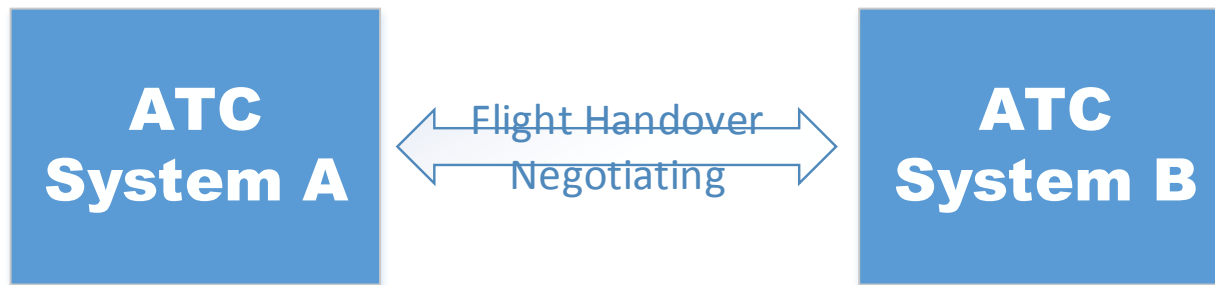 ATC
System A
Flight Handover
Negotiating
ATC
System B